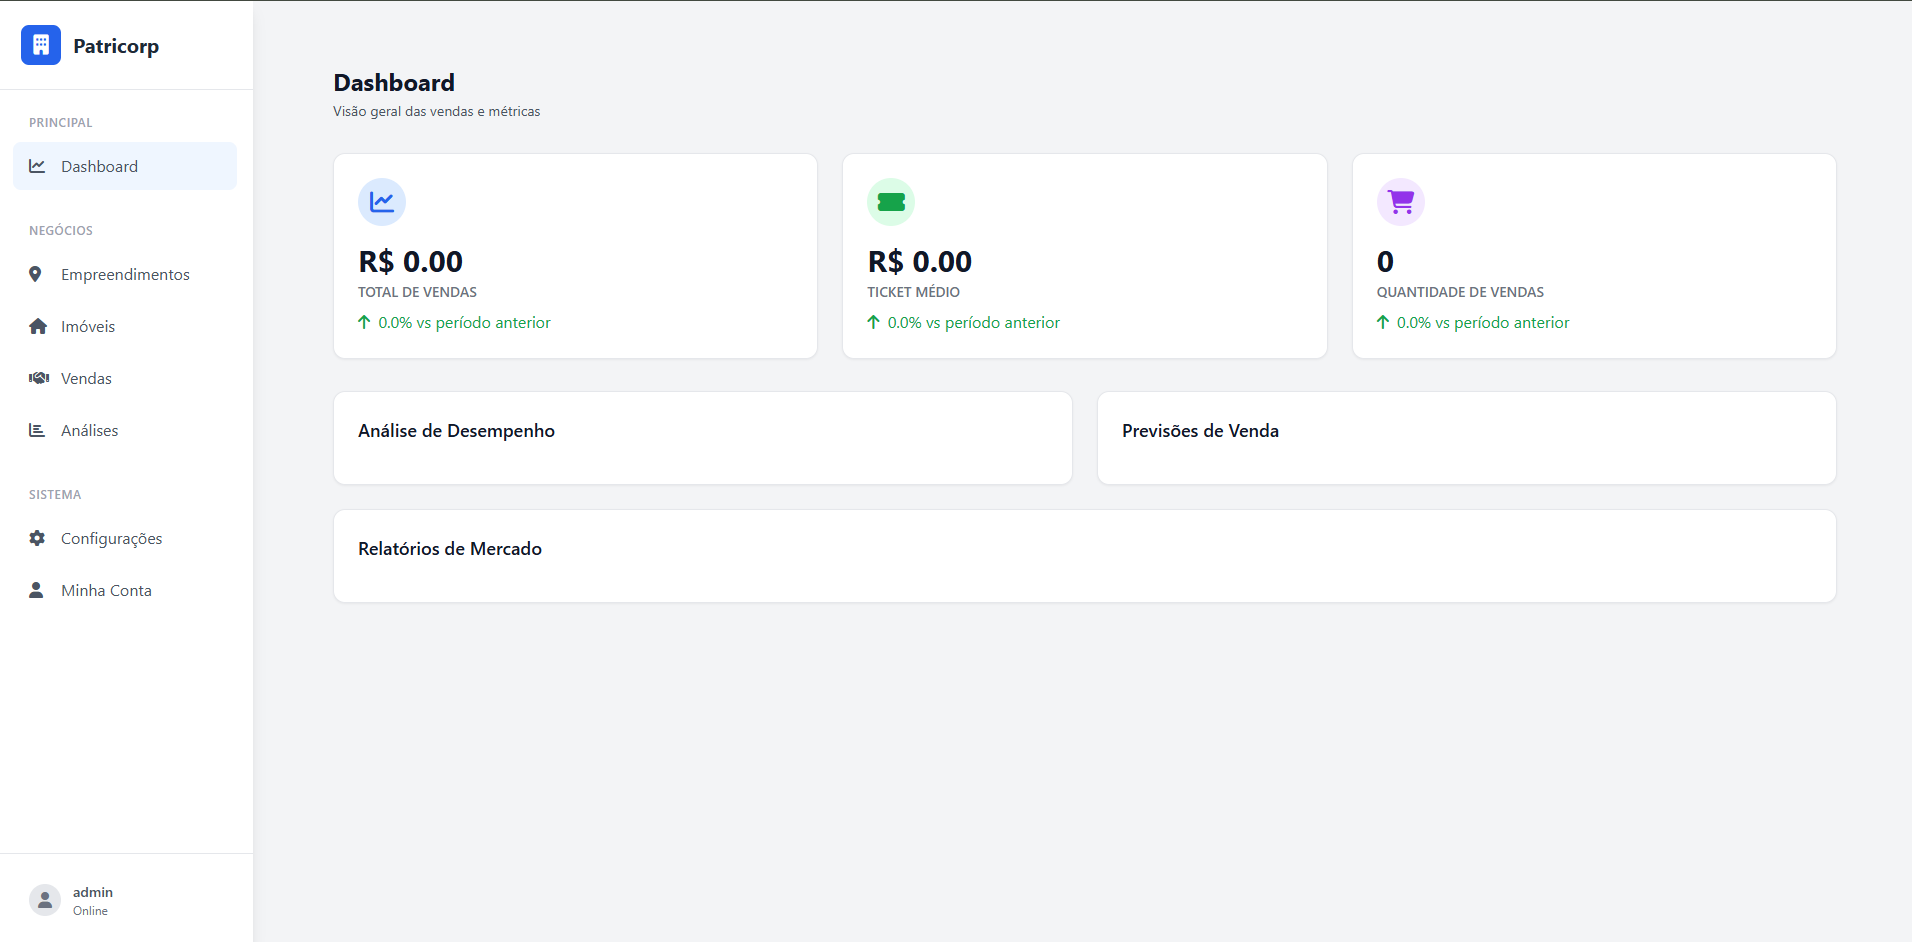 Patricorp
PRINCIPAL
Dashboard
NEGÓCIOS
Empreendimentos
Imóveis
Vendas
Análises
SISTEMA
Configurações
Minha Conta
admin
Online
Dashboard
Visão geral das vendas e métricas
R$ 0.00
TOTAL DE VENDAS
0.0% vs período anterior
R$ 0.00
TICKET MÉDIO
0.0% vs período anterior
0
QUANTIDADE DE VENDAS
0.0% vs período anterior
Análise de Desempenho
Previsões de Venda
Relatórios de Mercado